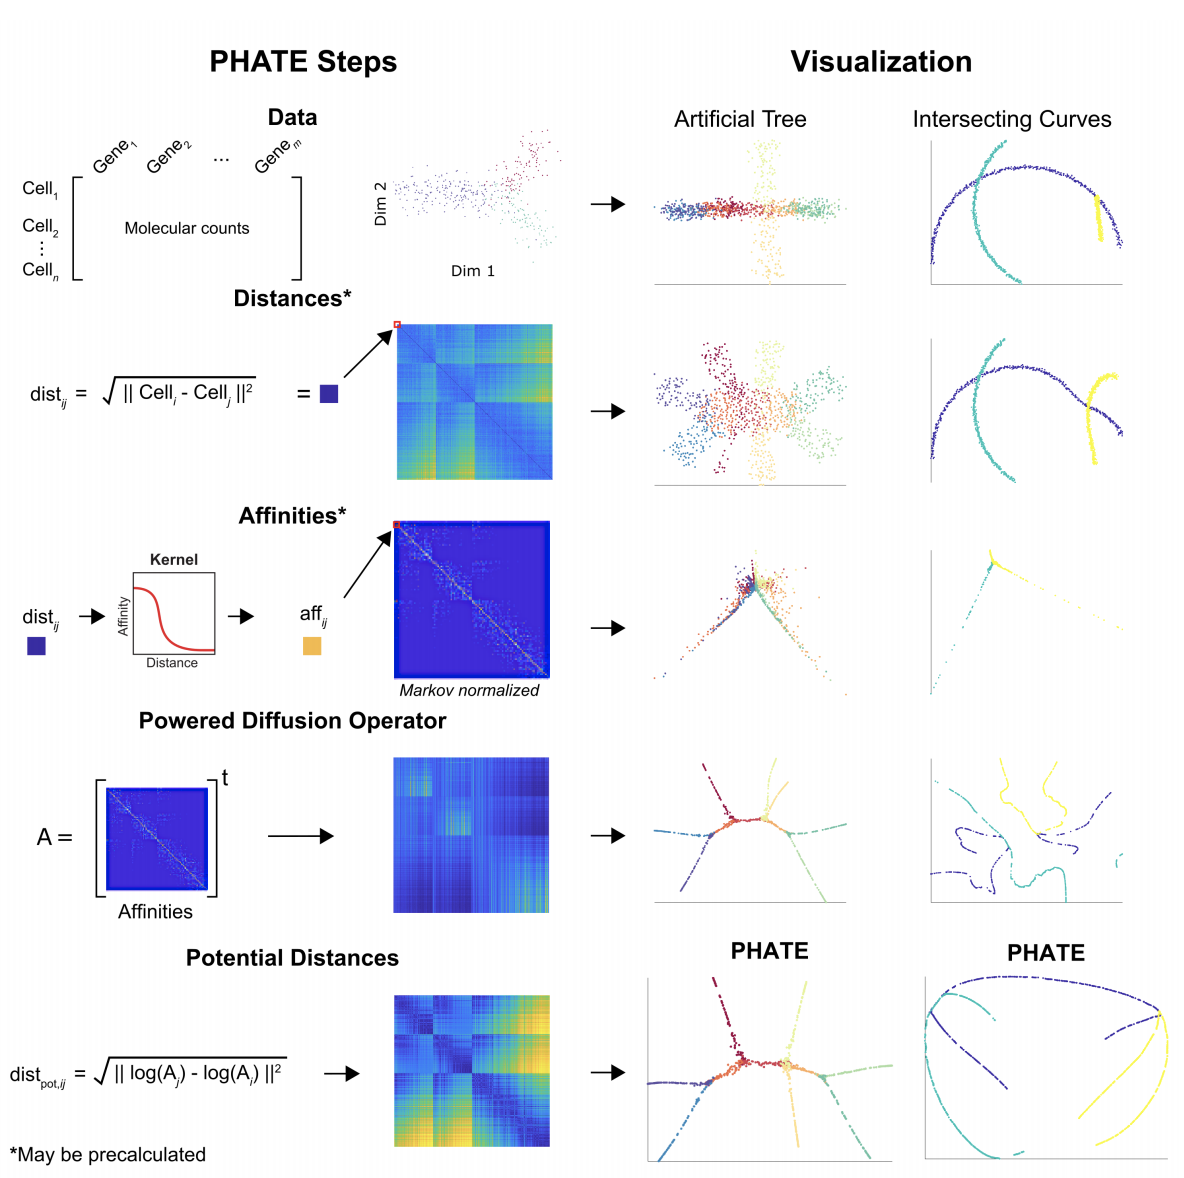 PHATE Steps
Visualization
Data
Artificial Tree
Intersecting Curves
Gene1 Gene2 ... Genem
Cell1
Cell2
⋮
Celln
Molecular counts
Dim 2
Dim 1
Distances*
distij = √|| Celli - Cellj ||2 =
Affinities*
Kernel
distij
Affinity
Distance
affij
Markov normalized
Powered Diffusion Operator
A = [ ] t
Affinities
Potential Distances
PHATE
PHATE
distpot,ij = √|| log(Aj) - log(Ai) ||2
*May be precalculated